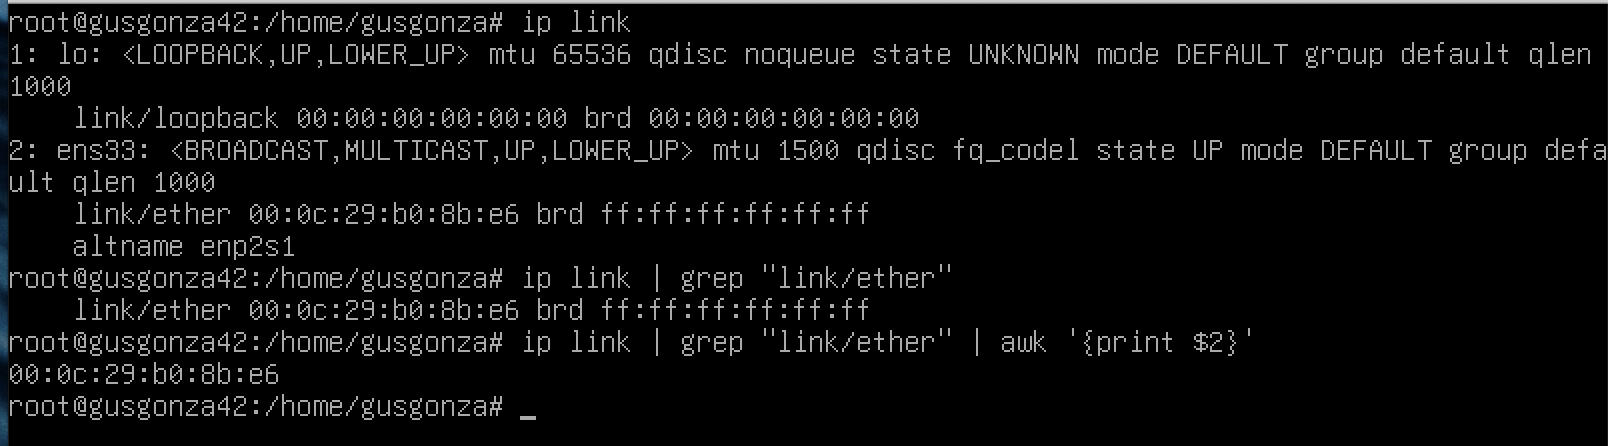 root@gusgonza42:/home/gusgonza# ip link
1: lo: <LOOPBACK,UP,LOWER_UP> mtu 65536 qdisc noqueue state UNKNOWN mode DEFAULT group default qlen
1000
    link/loopback 00:00:00:00:00:00 brd 00:00:00:00:00:00
2: ens33: <BROADCAST,MULTICAST,UP,LOWER_UP> mtu 1500 qdisc fq_codel state UP mode DEFAULT group defa
ult qlen 1000
    link/ether 00:0c:29:b0:8b:e6 brd ff:ff:ff:ff:ff:ff
    altname enp2s1
root@gusgonza42:/home/gusgonza# ip link | grep "link/ether"
    link/ether 00:0c:29:b0:8b:e6 brd ff:ff:ff:ff:ff:ff
root@gusgonza42:/home/gusgonza# ip link | grep "link/ether" | awk '{print $2}'
00:0c:29:b0:8b:e6
root@gusgonza42:/home/gusgonza# _